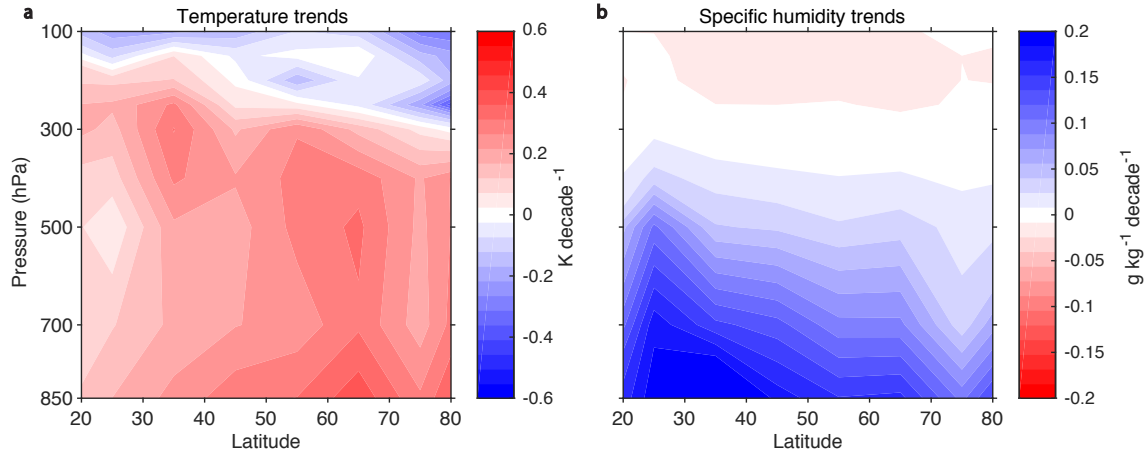 a
Temperature trends
100
300
500
700
850
Pressure (hPa)
20 30 40 50 60 70 80
Latitude
0.6
0.4
0.2
0
-0.2
-0.4
-0.6
K decade⁻¹
b
Specific humidity trends
20 30 40 50 60 70 80
Latitude
0.2
0.15
0.1
0.05
0
-0.05
-0.1
-0.15
-0.2
g kg⁻¹ decade⁻¹